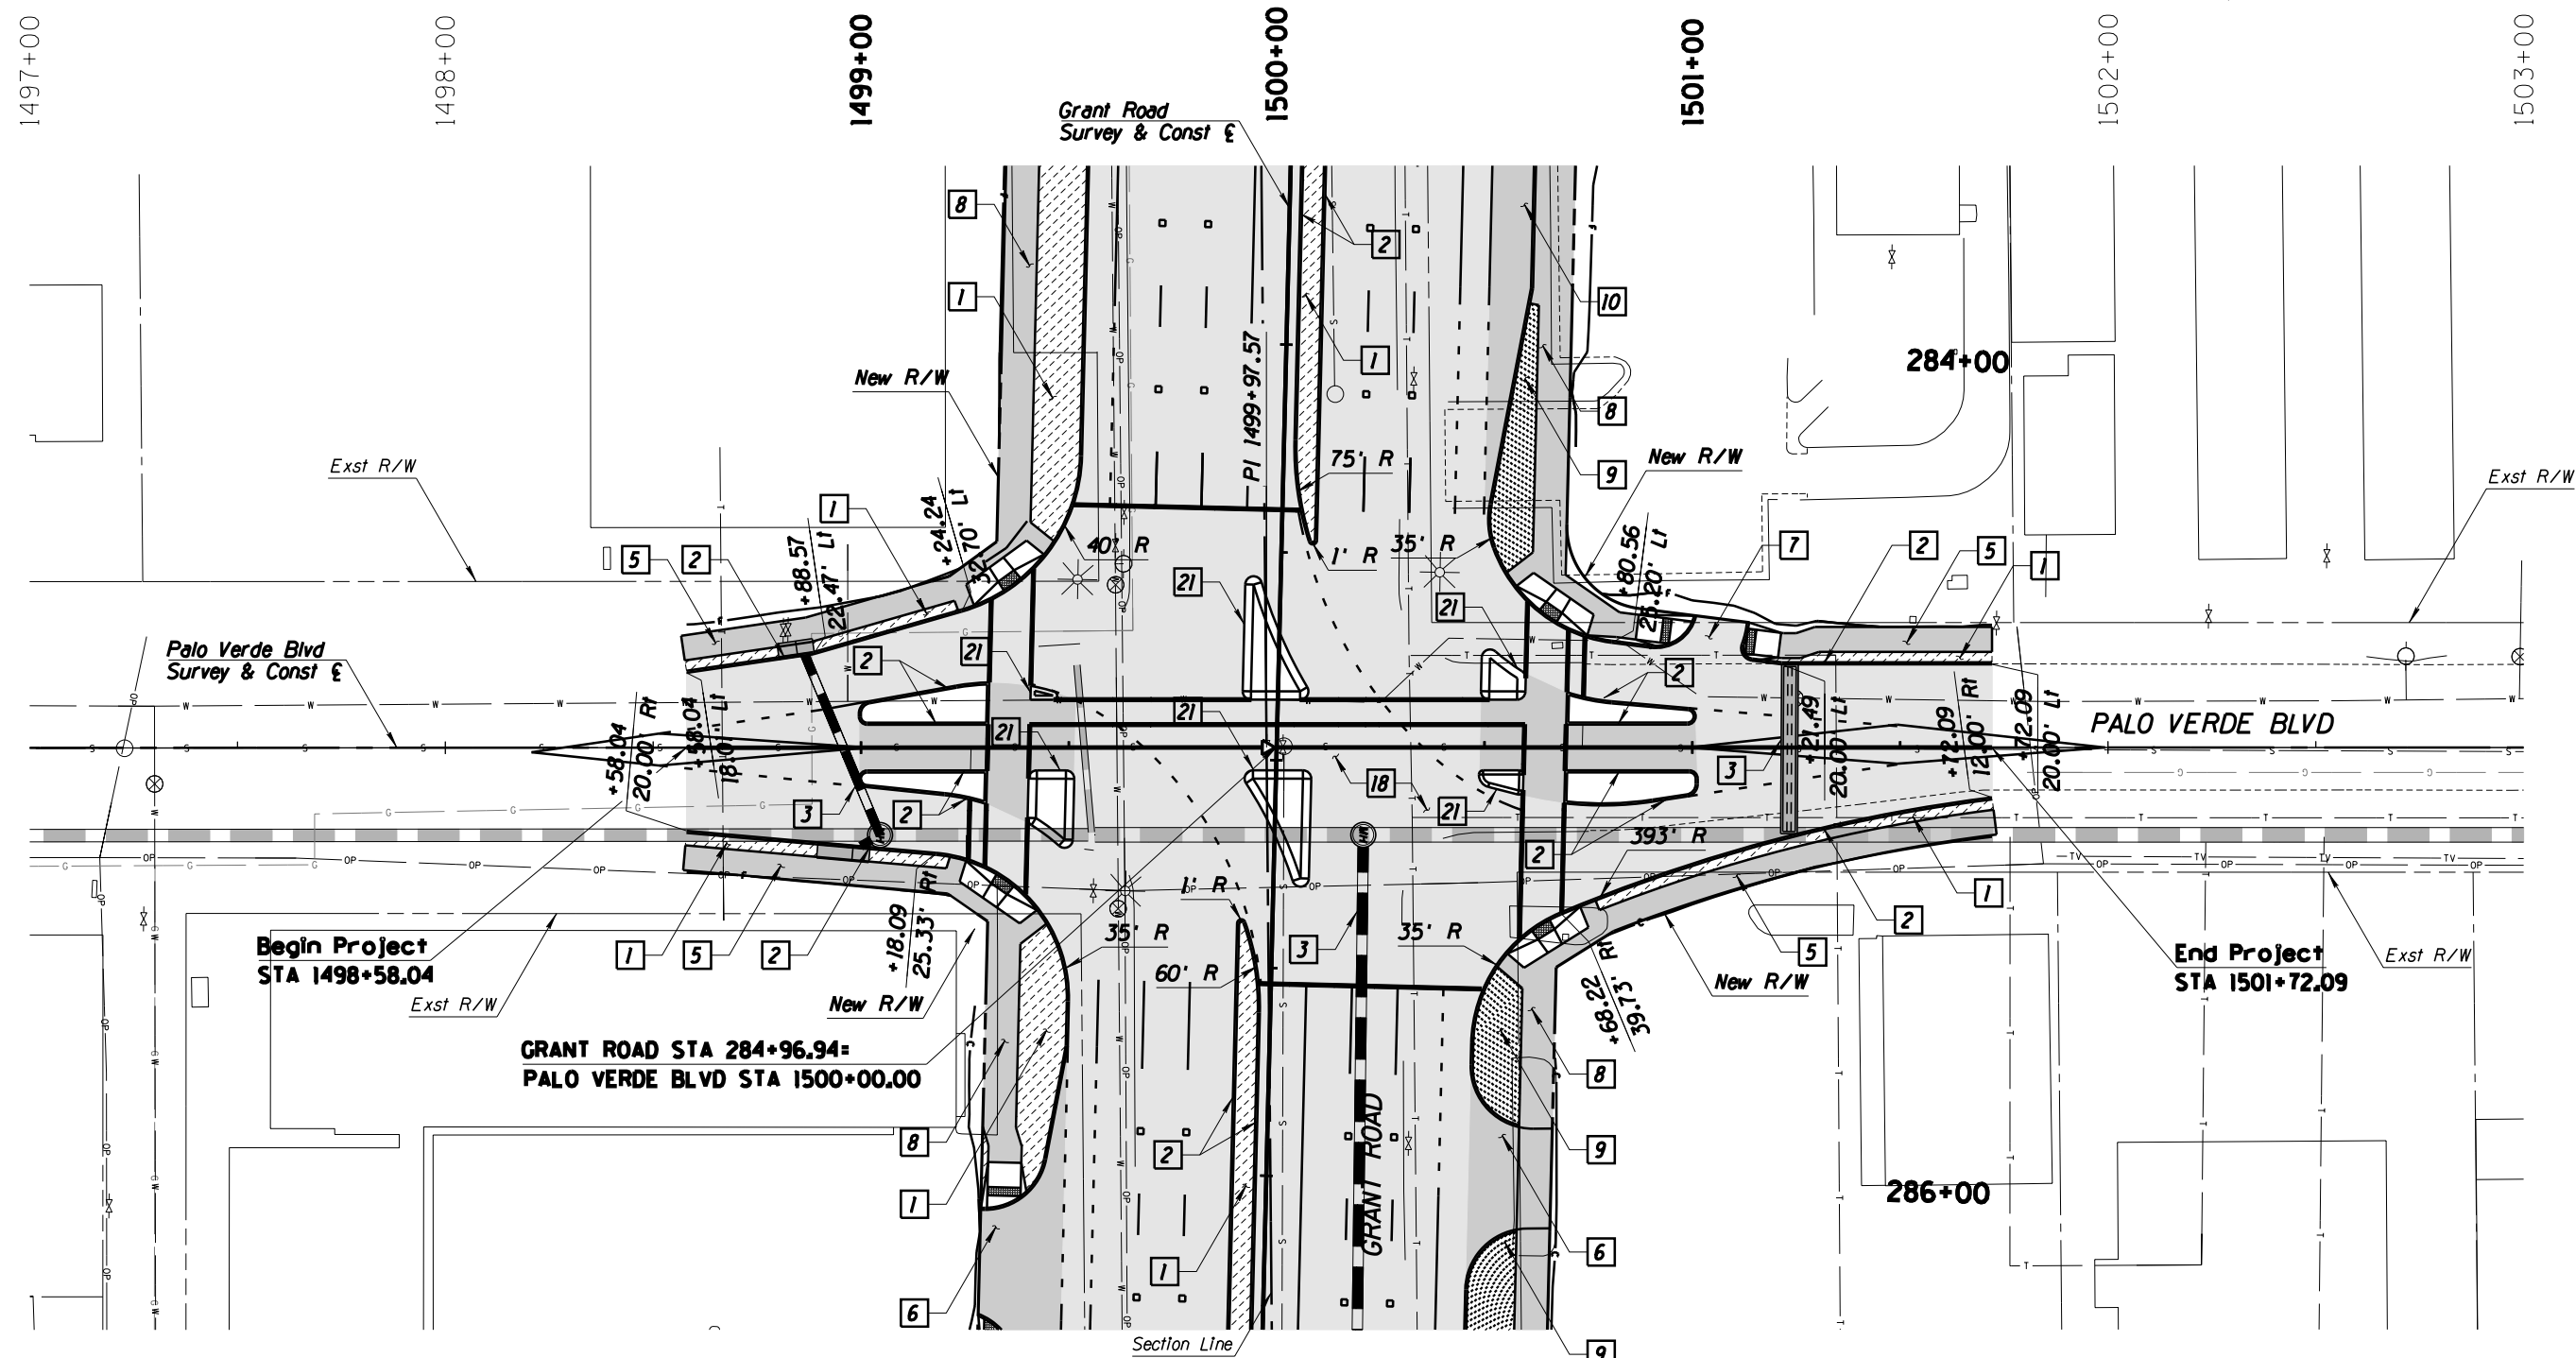 1497+00
1498+00
1499+00
1500+00
1501+00
1502+00
1503+00
Grant Road
Survey & Const ℄
8
2
1
10
PI 1499+97.57
1
284+00
New R/W
8
75' R
9
New R/W
Exst R/W
Exst R/W
1
+24.24
32.70' Lt
40' R
1' R
35' R
+80.56
25.20' Lt
7
2
5
1
5
2
+88.57
22.47' Lt
21
21
Palo Verde Blvd
Survey & Const ℄
2
21
2
21
21
+58.04
20.00' Rt
+58.04
18.01' Lt
3
+21.49
20.00' Lt
+72.09
12.00' Rt
+72.09
20.00' Lt
PALO VERDE BLVD
3
2
18
21
2
393' R
1' R
1
2
5
Begin Project
STA 1498+58.04
1
5
2
+18.09
25.33' Rt
35' R
60' R
3
35' R
+68.22
39.73' Rt
New R/W
End Project
STA 1501+72.09
Exst R/W
Exst R/W
New R/W
GRANT ROAD STA 284+96.94=
PALO VERDE BLVD STA 1500+00.00
8
8
2
9
GRANT ROAD
1
286+00
1
6
6
Section Line
9